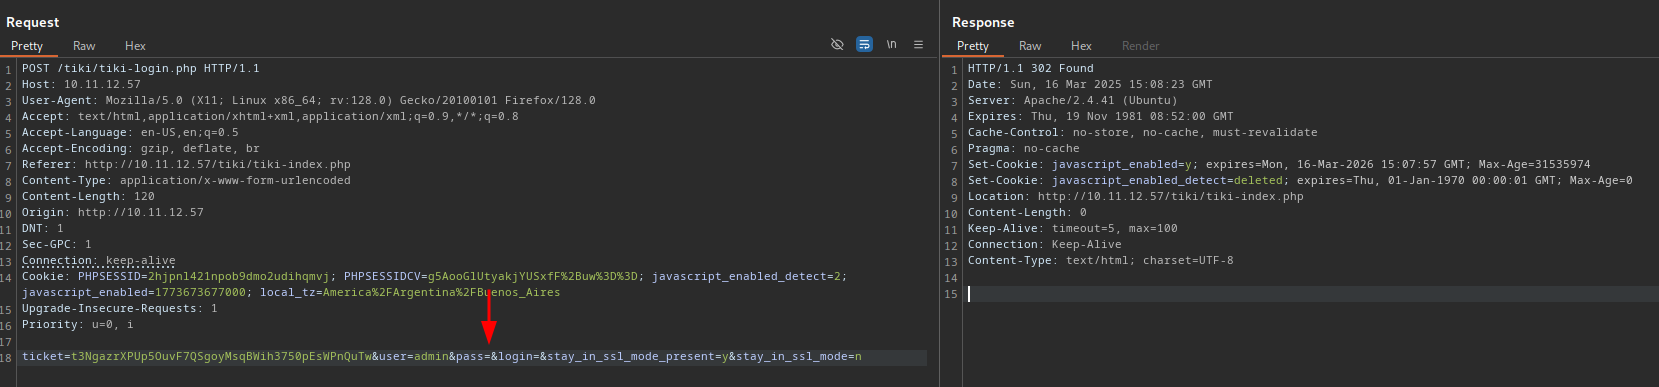 Request
Pretty Raw Hex
\n
1 POST /tiki/tiki-login.php HTTP/1.1
2 Host: 10.11.12.57
3 User-Agent: Mozilla/5.0 (X11; Linux x86_64; rv:128.0) Gecko/20100101 Firefox/128.0
4 Accept: text/html,application/xhtml+xml,application/xml;q=0.9,*/*;q=0.8
5 Accept-Language: en-US,en;q=0.5
6 Accept-Encoding: gzip, deflate, br
7 Referer: http://10.11.12.57/tiki/tiki-index.php
8 Content-Type: application/x-www-form-urlencoded
9 Content-Length: 120
10 Origin: http://10.11.12.57
11 DNT: 1
12 Sec-GPC: 1
13 Connection: keep-alive
14 Cookie: PHPSESSID=2hjpnl421npob9dmo2udihqmvj; PHPSESSIDCV=g5AooGlUtyakjYUSxfF%2Buw%3D%3D; javascript_enabled_detect=2;
javascript_enabled=1773673677000; local_tz=America%2FArgentina%2FBuenos_Aires
15 Upgrade-Insecure-Requests: 1
16 Priority: u=0, i
17
18 ticket=t3NgazrXPUp5OuvF7QSgoyMsqBWih3750pEsWPnQuTw&user=admin&pass=&login=&stay_in_ssl_mode_present=y&stay_in_ssl_mode=n
Response
Pretty Raw Hex Render
1 HTTP/1.1 302 Found
2 Date: Sun, 16 Mar 2025 15:08:23 GMT
3 Server: Apache/2.4.41 (Ubuntu)
4 Expires: Thu, 19 Nov 1981 08:52:00 GMT
5 Cache-Control: no-store, no-cache, must-revalidate
6 Pragma: no-cache
7 Set-Cookie: javascript_enabled=y; expires=Mon, 16-Mar-2026 15:07:57 GMT; Max-Age=31535974
8 Set-Cookie: javascript_enabled_detect=deleted; expires=Thu, 01-Jan-1970 00:00:01 GMT; Max-Age=0
9 Location: http://10.11.12.57/tiki/tiki-index.php
10 Content-Length: 0
11 Keep-Alive: timeout=5, max=100
12 Connection: Keep-Alive
13 Content-Type: text/html; charset=UTF-8
14
15